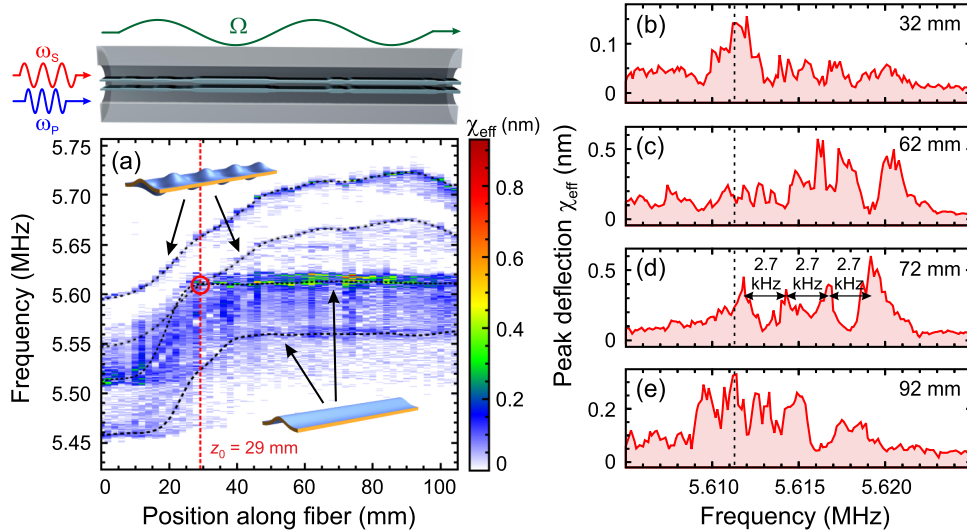 Ω
ωS
ωP
(a)
χeff (nm)
Frequency (MHz)
5.75
5.70
5.65
5.60
5.55
5.50
5.45
0.8
0.6
0.4
0.2
0
z0 = 29 mm
0 20 40 60 80 100
Position along fiber (mm)
Peak deflection χeff (nm)
(b) 32 mm
0.1
0
(c) 62 mm
0.5
0
(d) 72 mm
2.7 2.7 2.7
kHz kHz kHz
0.5
0
(e) 92 mm
0.2
0
5.610 5.615 5.620
Frequency (MHz)